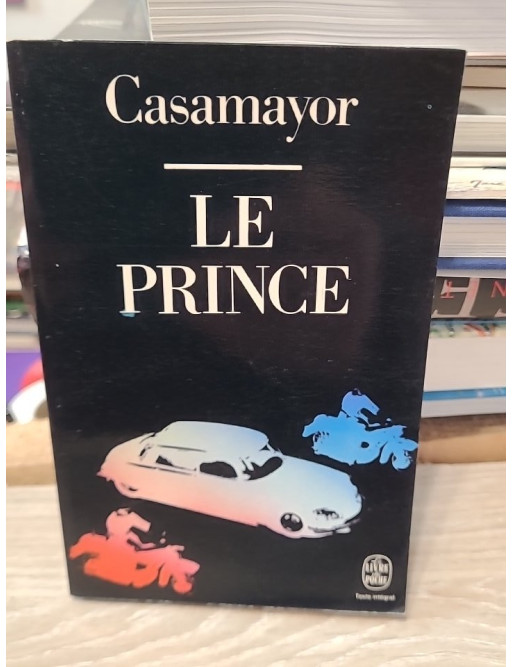 Casamayor
LE
PRINCE
LE LIVRE
DE POCHE
Texte intégral